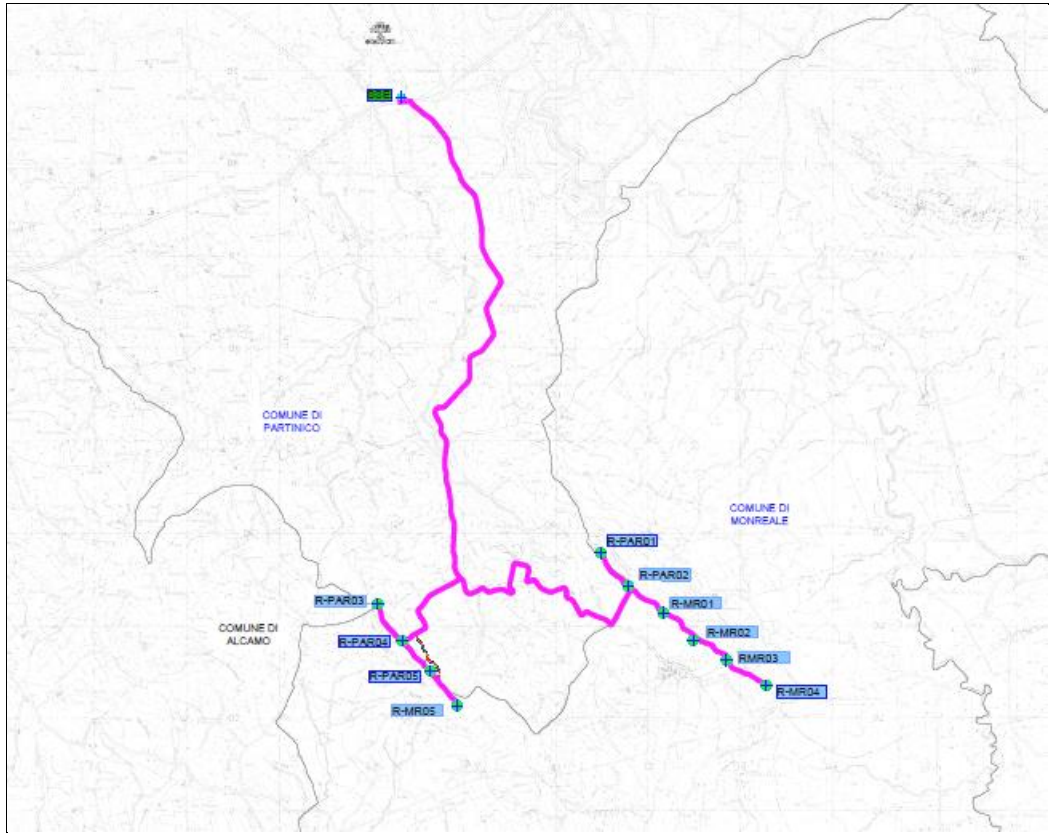 COMUNE DI
PARTINICO
COMUNE DI
MONREALE
R-PAR01
R-PAR02
R-PAR03
R-MR01
COMUNE DI
ALCAMO
R-PAR04
R-MR02
RMR03
R-PAR05
R-MR04
R-MR05